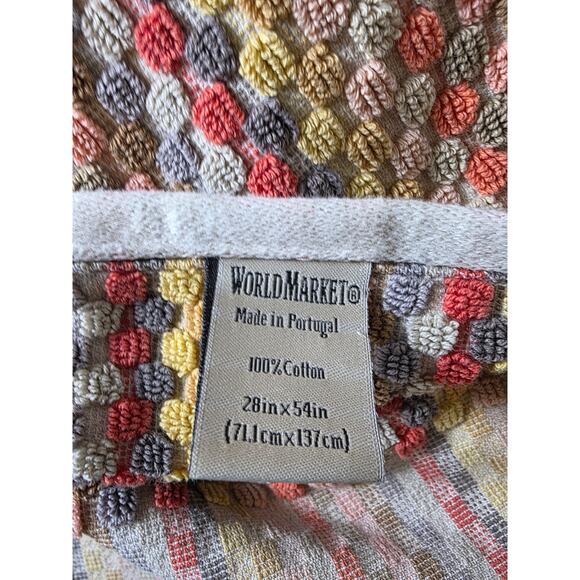 WORLDMARKET®
Made in Portugal
100% Cotton
28in×54in
(71.1cm×137cm)